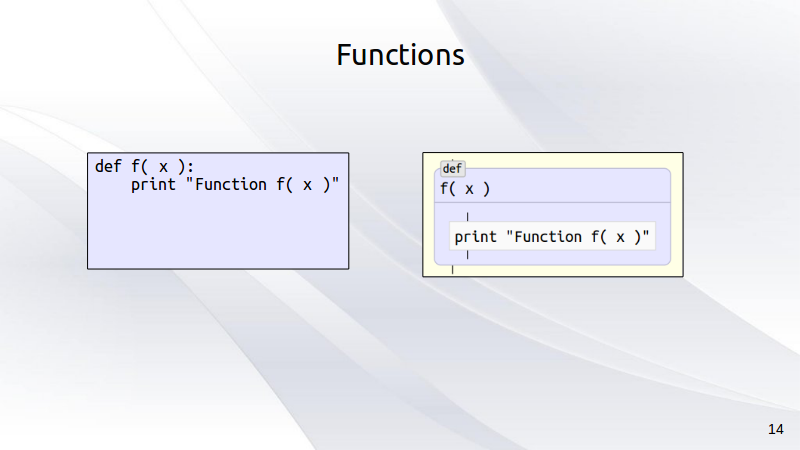 Functions
def f( x ):
    print "Function f( x )"
def
f( x )
print "Function f( x )"
14